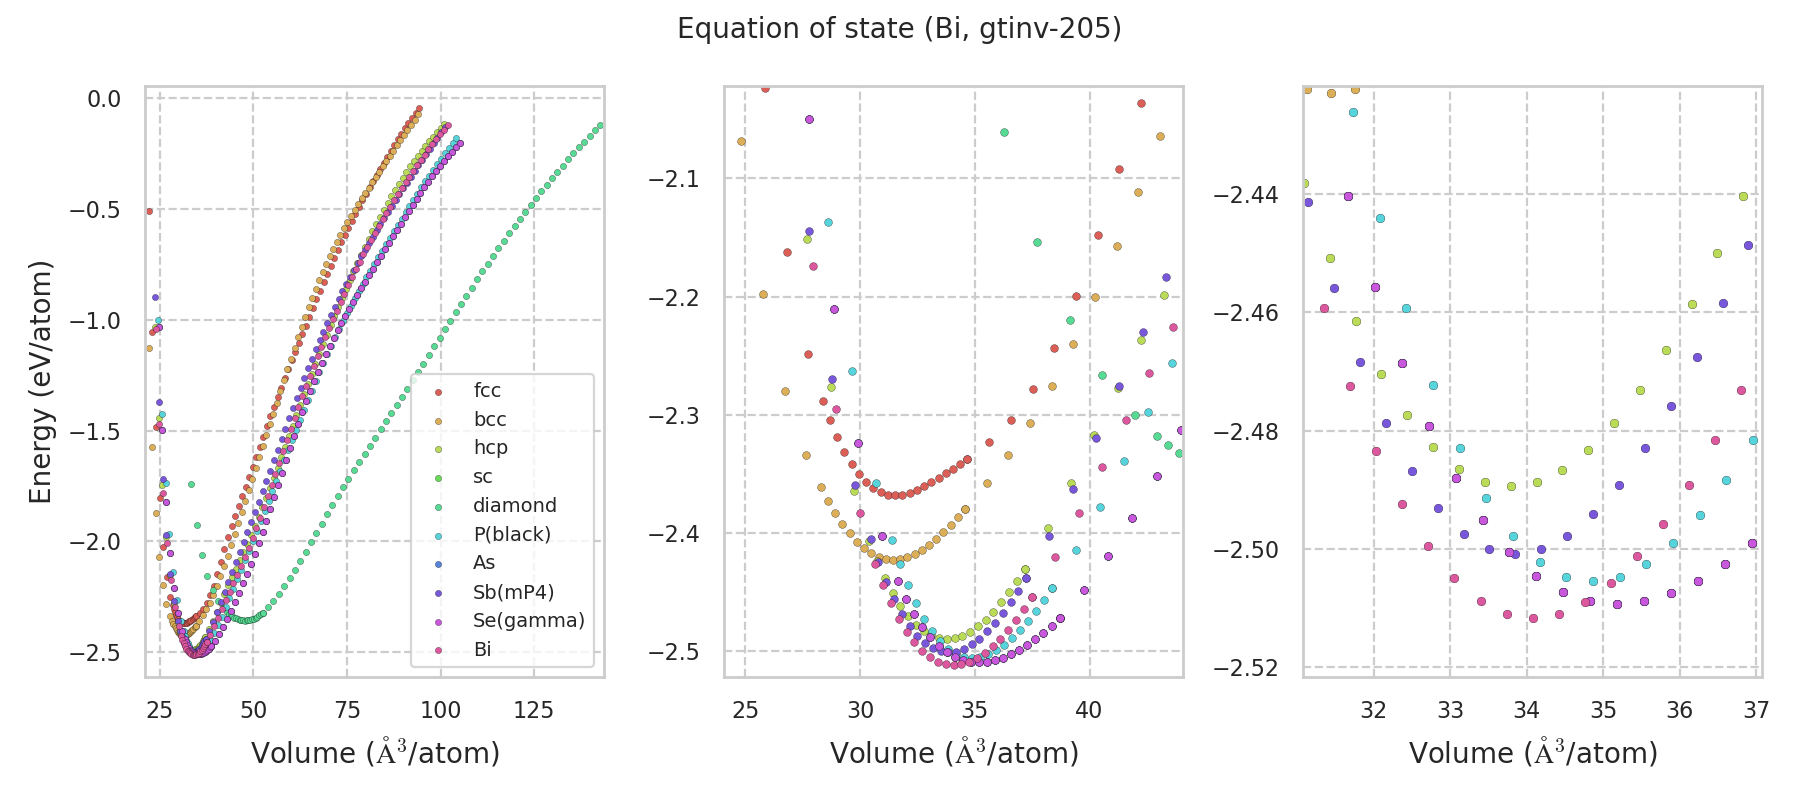 Equation of state (Bi, gtinv-205)
Energy (eV/atom)
0.0
−0.5
−1.0
−1.5
−2.0
−2.5
25 50 75 100 125
Volume (Å³/atom)
fcc
bcc
hcp
sc
diamond
P(black)
As
Sb(mP4)
Se(gamma)
Bi
−2.1
−2.2
−2.3
−2.4
−2.5
25 30 35 40
Volume (Å³/atom)
−2.44
−2.46
−2.48
−2.50
−2.52
32 33 34 35 36 37
Volume (Å³/atom)